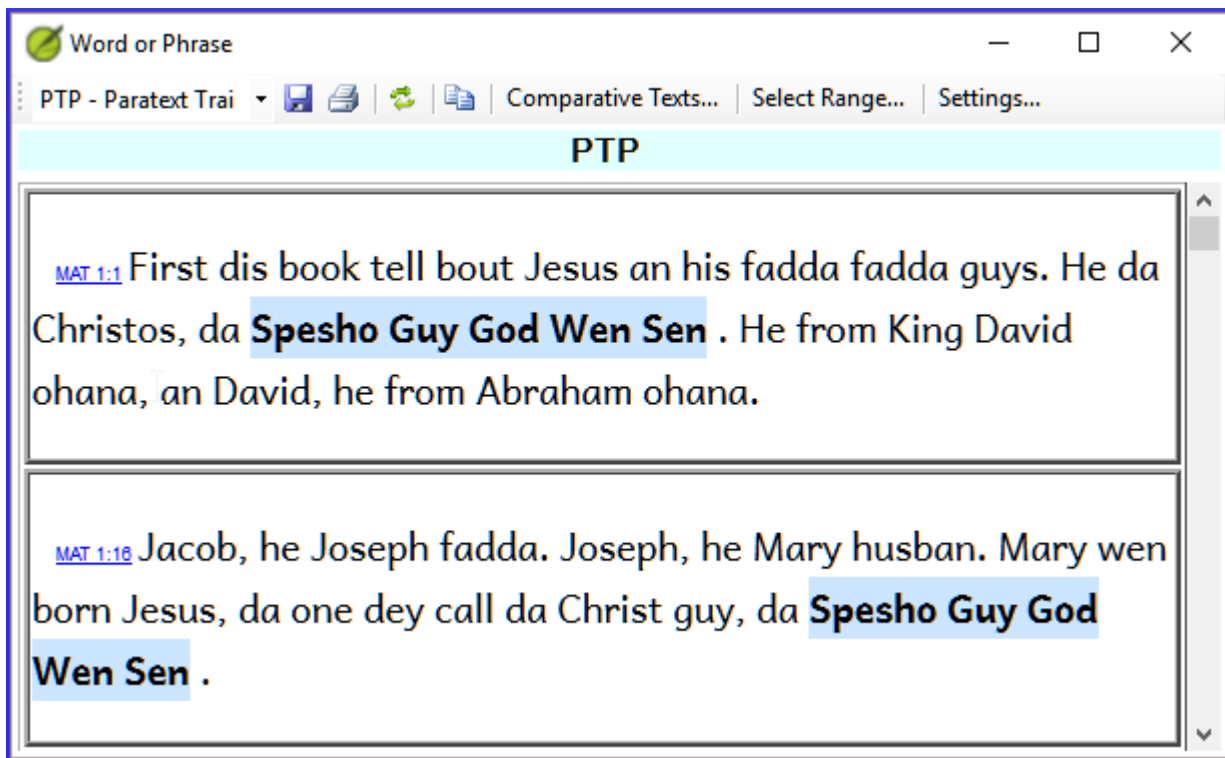 Word or Phrase
PTP - Paratext Trai Comparative Texts... Select Range... Settings...
PTP
MAT 1:1 First dis book tell bout Jesus an his fadda fadda guys. He da
Christos, da Spesho Guy God Wen Sen . He from King David
ohana, an David, he from Abraham ohana.
MAT 1:16 Jacob, he Joseph fadda. Joseph, he Mary husban. Mary wen
born Jesus, da one dey call da Christ guy, da Spesho Guy God
Wen Sen .